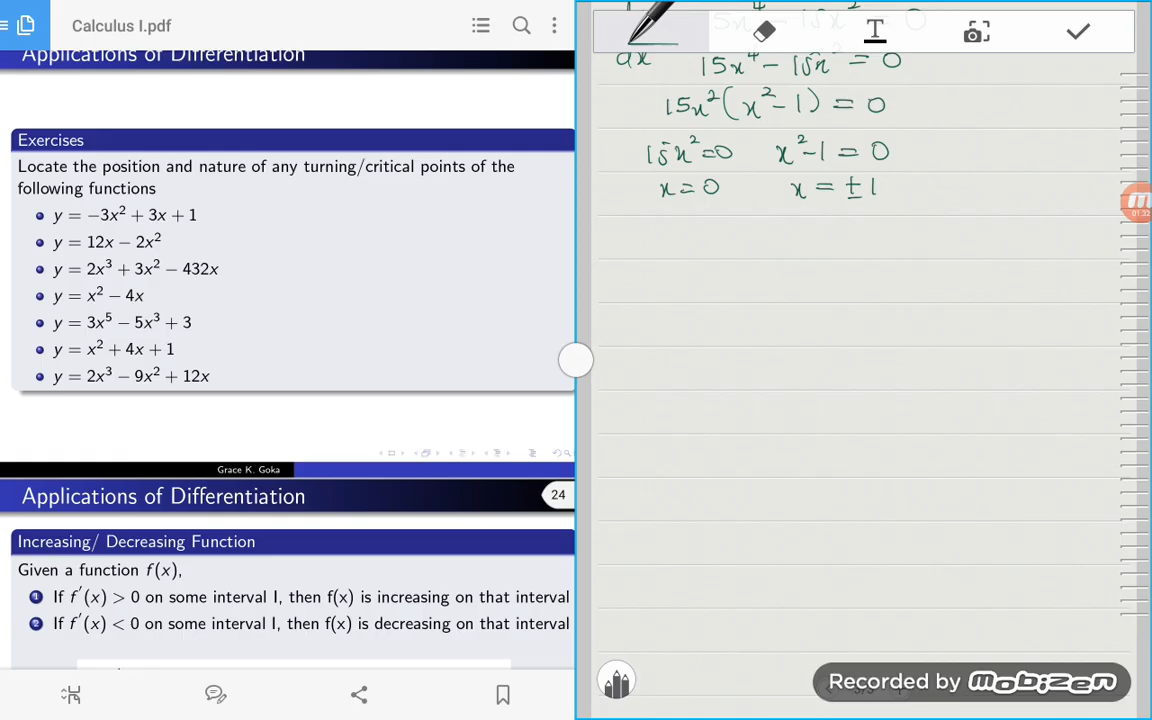 Calculus I.pdf
Applications of Differentiation
Exercises
Locate the position and nature of any turning/critical points of the
following functions
y = −3x² + 3x + 1
y = 12x − 2x²
y = 2x³ + 3x² − 432x
y = x² − 4x
y = 3x⁵ − 5x³ + 3
y = x² + 4x + 1
y = 2x³ − 9x² + 12x
Grace K. Goka
Applications of Differentiation
24
Increasing/ Decreasing Function
Given a function f(x),
1 If f′(x) > 0 on some interval I, then f(x) is increasing on that interval
2 If f′(x) < 0 on some interval I, then f(x) is decreasing on that interval
T
dx
15x⁴ − 15x² = 0
15x²(x² − 1) = 0
15x² = 0 x² − 1 = 0
x = 0 x = ±1
01:32
Recorded by mobizen